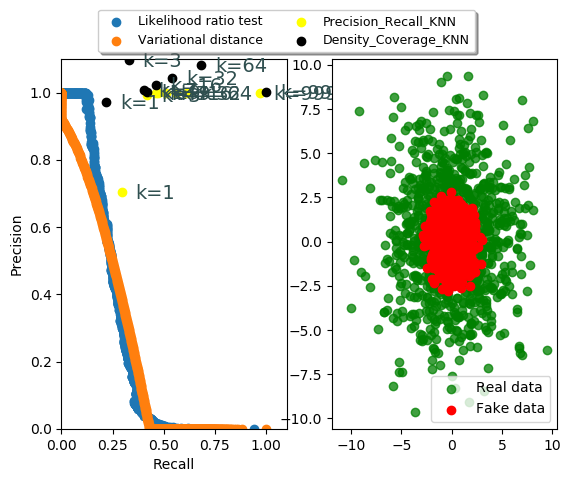 Likelihood ratio test
Variational distance
Precision_Recall_KNN
Density_Coverage_KNN
k=3
k=64
k=32
k=1
k=1
Precision
1.0
0.8
0.6
0.4
0.2
0.0
0.00
0.25
0.50
0.75
1.00
Recall
10.0
7.5
5.0
2.5
0.0
−2.5
−5.0
−7.5
−10.0
−10
−5
0
5
10
Real data
Fake data